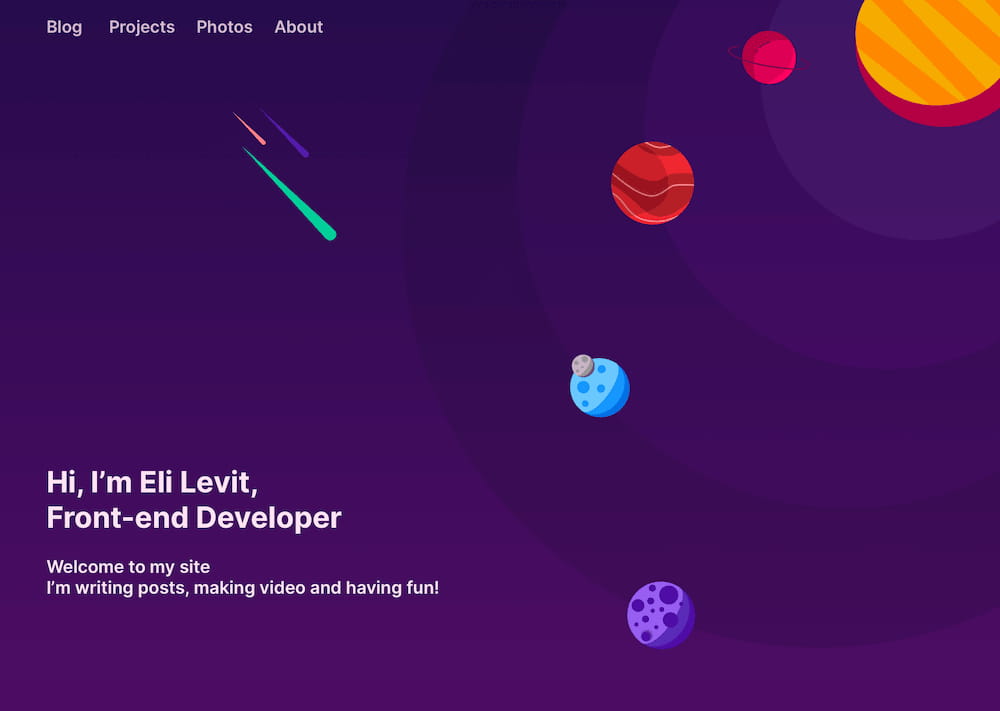 Blog Projects Photos About
Hi, I’m Eli Levit,
Front-end Developer
Welcome to my site
I’m writing posts, making video and having fun!